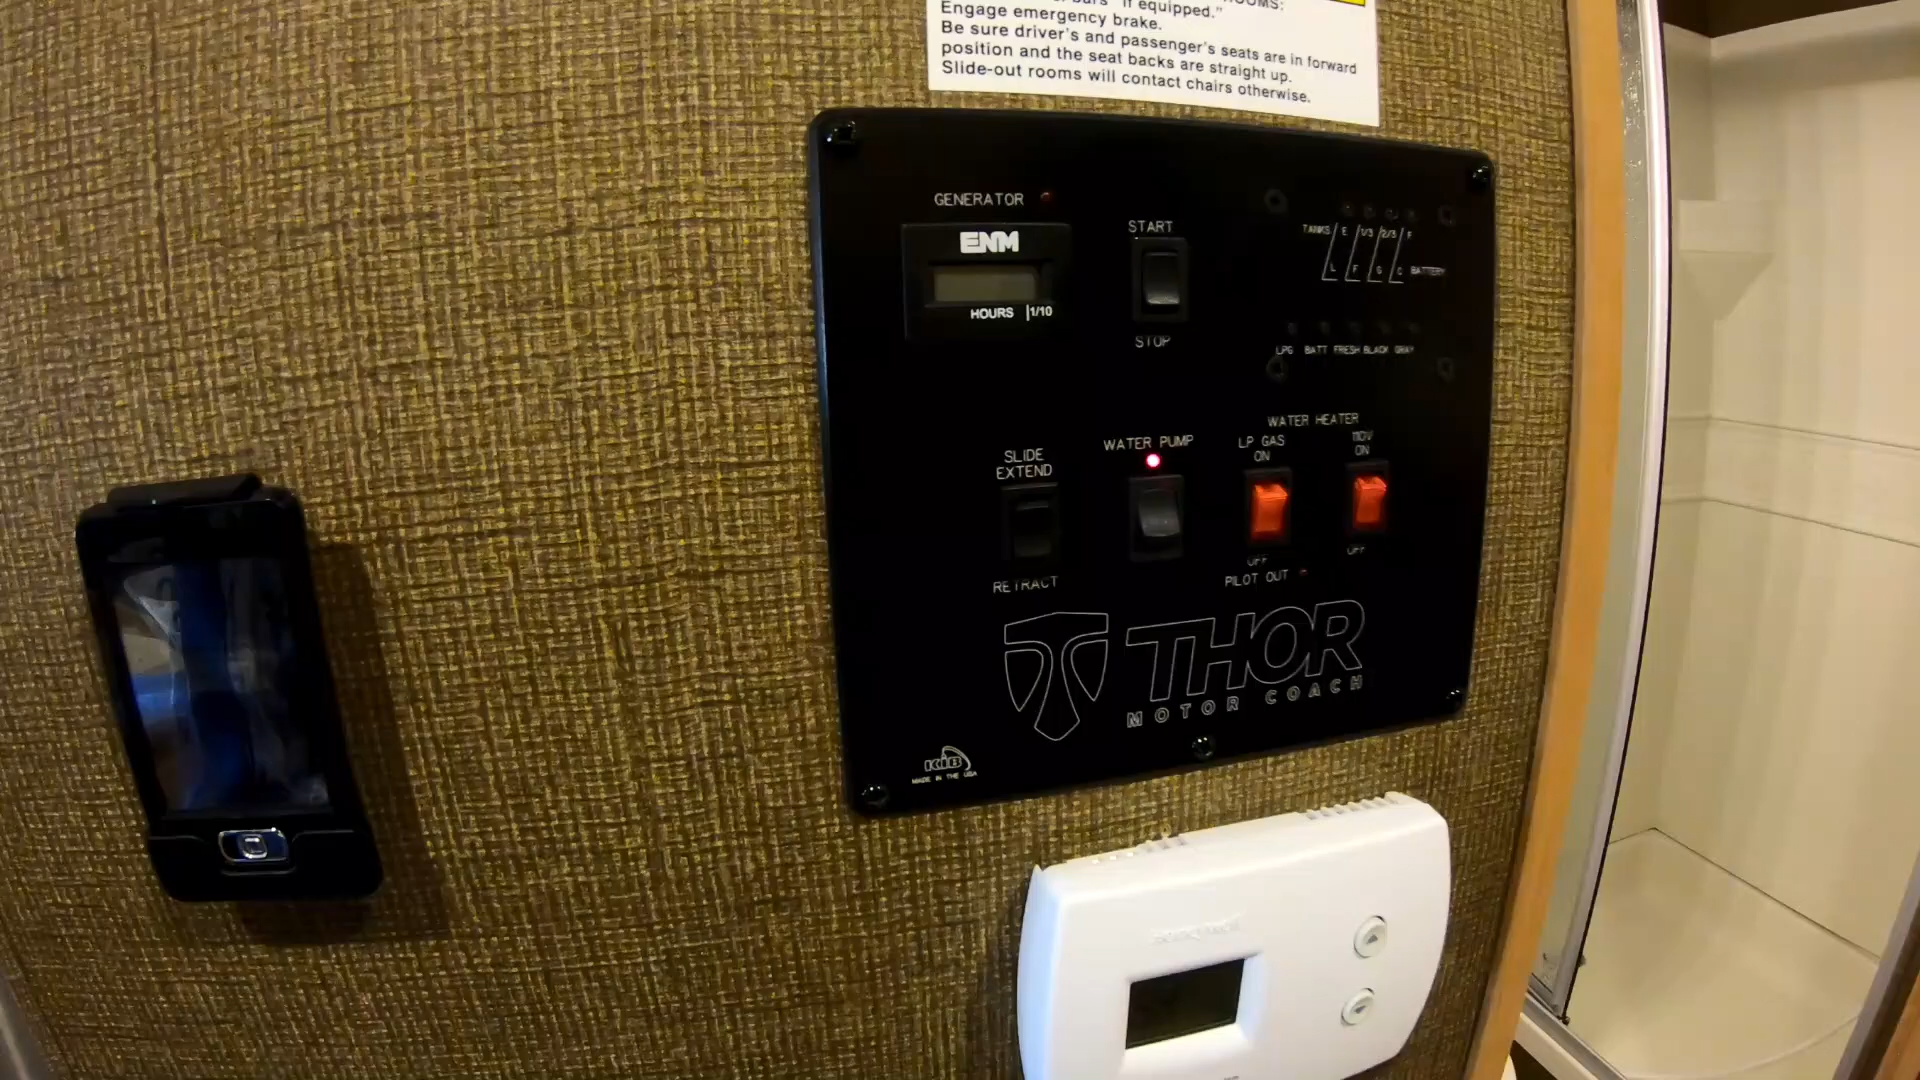 "if equipped."
Engage emergency brake.
Be sure driver's and passenger's seats are in forward
position and the seat backs are straight up.
Slide-out rooms will contact chairs otherwise.
GENERATOR
ENM
HOURS 1/10
START
STOP
TANKS E 1/3 2/3 F
L F G C BATTERY
LPG BATT FRESH BLACK GRAY
SLIDE
EXTEND
RETRACT
WATER PUMP
WATER HEATER
LP GAS
ON
OFF
PILOT OUT
110V
ON
OFF
THOR
MOTOR COACH
KIB
MADE IN THE USA
Honeywell